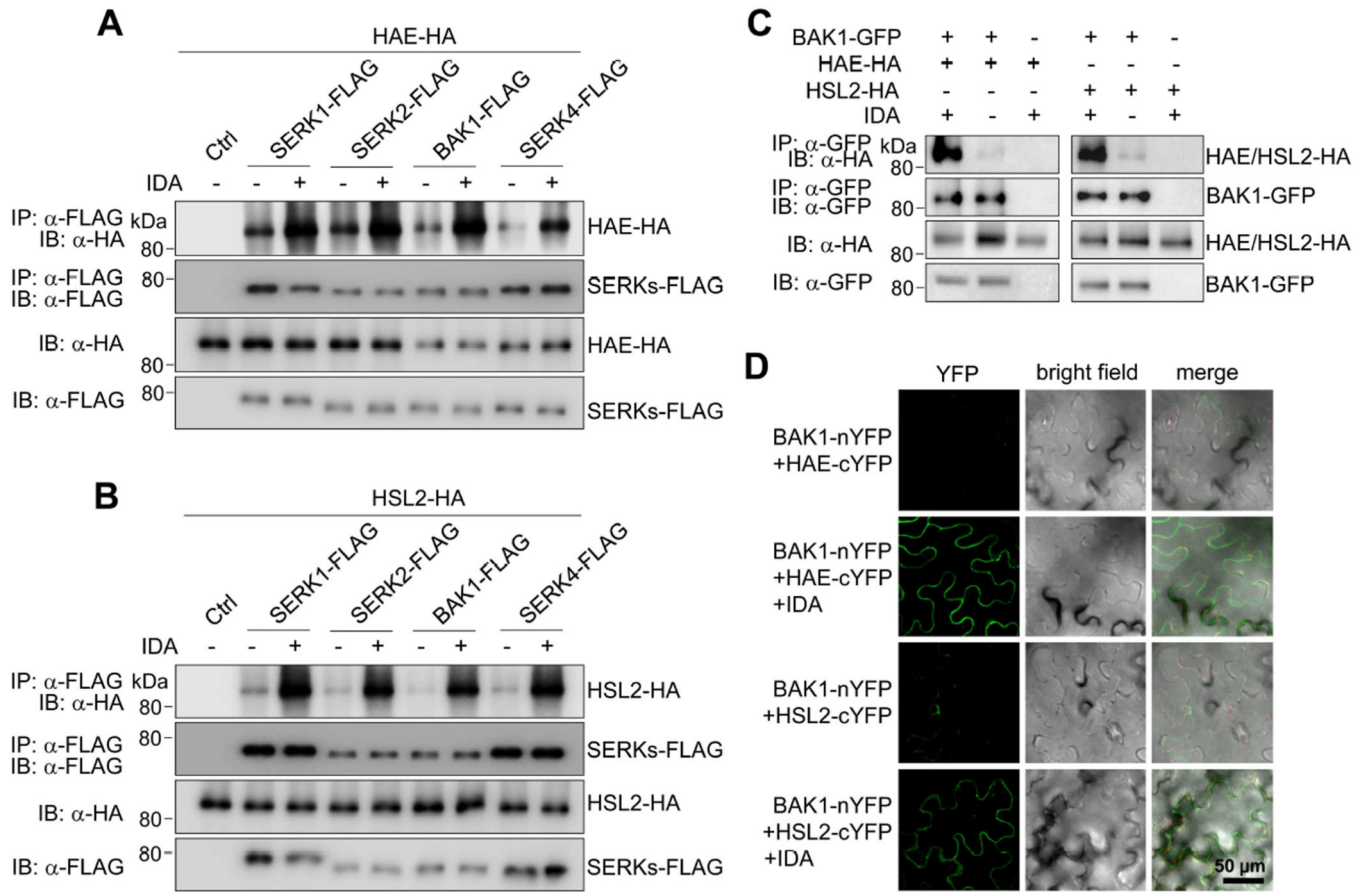 A
HAE-HA
Ctrl SERK1-FLAG SERK2-FLAG BAK1-FLAG SERK4-FLAG
IDA - - + - + - + - +
IP: α-FLAG kDa
IB: α-HA 80 HAE-HA
IP: α-FLAG 80
IB: α-FLAG SERKs-FLAG
IB: α-HA 80 HAE-HA
IB: α-FLAG 80 SERKs-FLAG
B
HSL2-HA
Ctrl SERK1-FLAG SERK2-FLAG BAK1-FLAG SERK4-FLAG
IDA - - + - + - + - +
IP: α-FLAG kDa
IB: α-HA 80 HSL2-HA
IP: α-FLAG 80
IB: α-FLAG SERKs-FLAG
IB: α-HA 80 HSL2-HA
IB: α-FLAG 80 SERKs-FLAG
C
BAK1-GFP + + - + + -
HAE-HA + + + - - -
HSL2-HA - - - + + +
IDA + - + + - +
IP: α-GFP kDa
IB: α-HA 80 HAE/HSL2-HA
IP: α-GFP
IB: α-GFP 80 BAK1-GFP
IB: α-HA 80 HAE/HSL2-HA
IB: α-GFP 80 BAK1-GFP
D
YFP bright field merge
BAK1-nYFP
+HAE-cYFP
BAK1-nYFP
+HAE-cYFP
+IDA
BAK1-nYFP
+HSL2-cYFP
BAK1-nYFP
+HSL2-cYFP
+IDA
50 µm